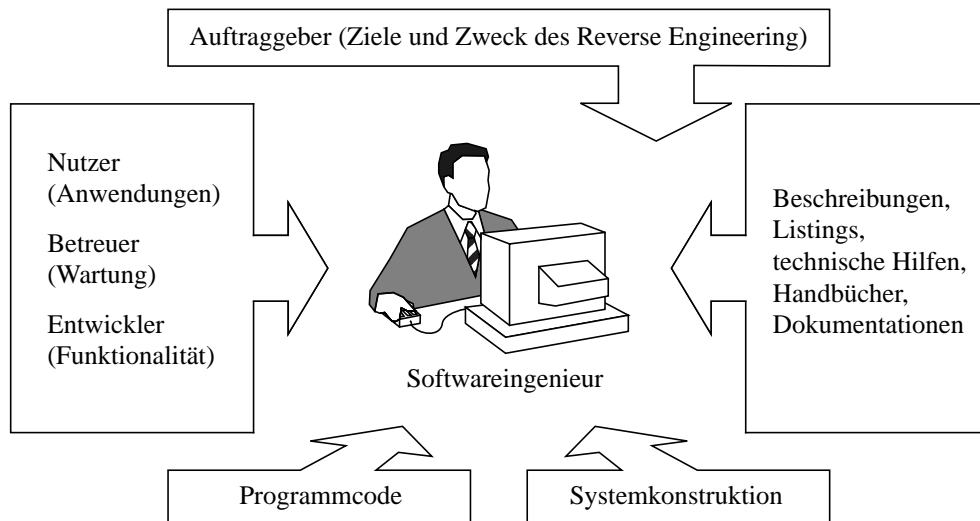 Auftraggeber (Ziele und Zweck des Reverse Engineering)
Nutzer
(Anwendungen)
Betreuer
(Wartung)
Entwickler
(Funktionalität)
Beschreibungen,
Listings,
technische Hilfen,
Handbücher,
Dokumentationen
Softwareingenieur
Programmcode
Systemkonstruktion